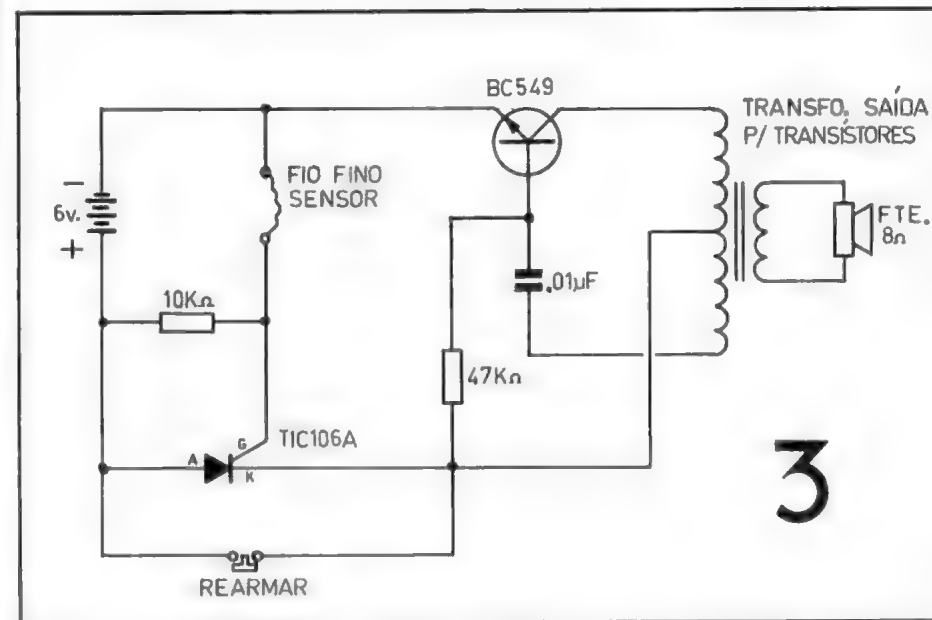 BC549
TRANSFO. SAÍDA
P/ TRANSÍSTORES
FIO FINO
SENSOR
−
6v.
+
FTE.
8Ω
.01µF
10KΩ
47KΩ
TIC106A
G
A
K
3
REARMAR